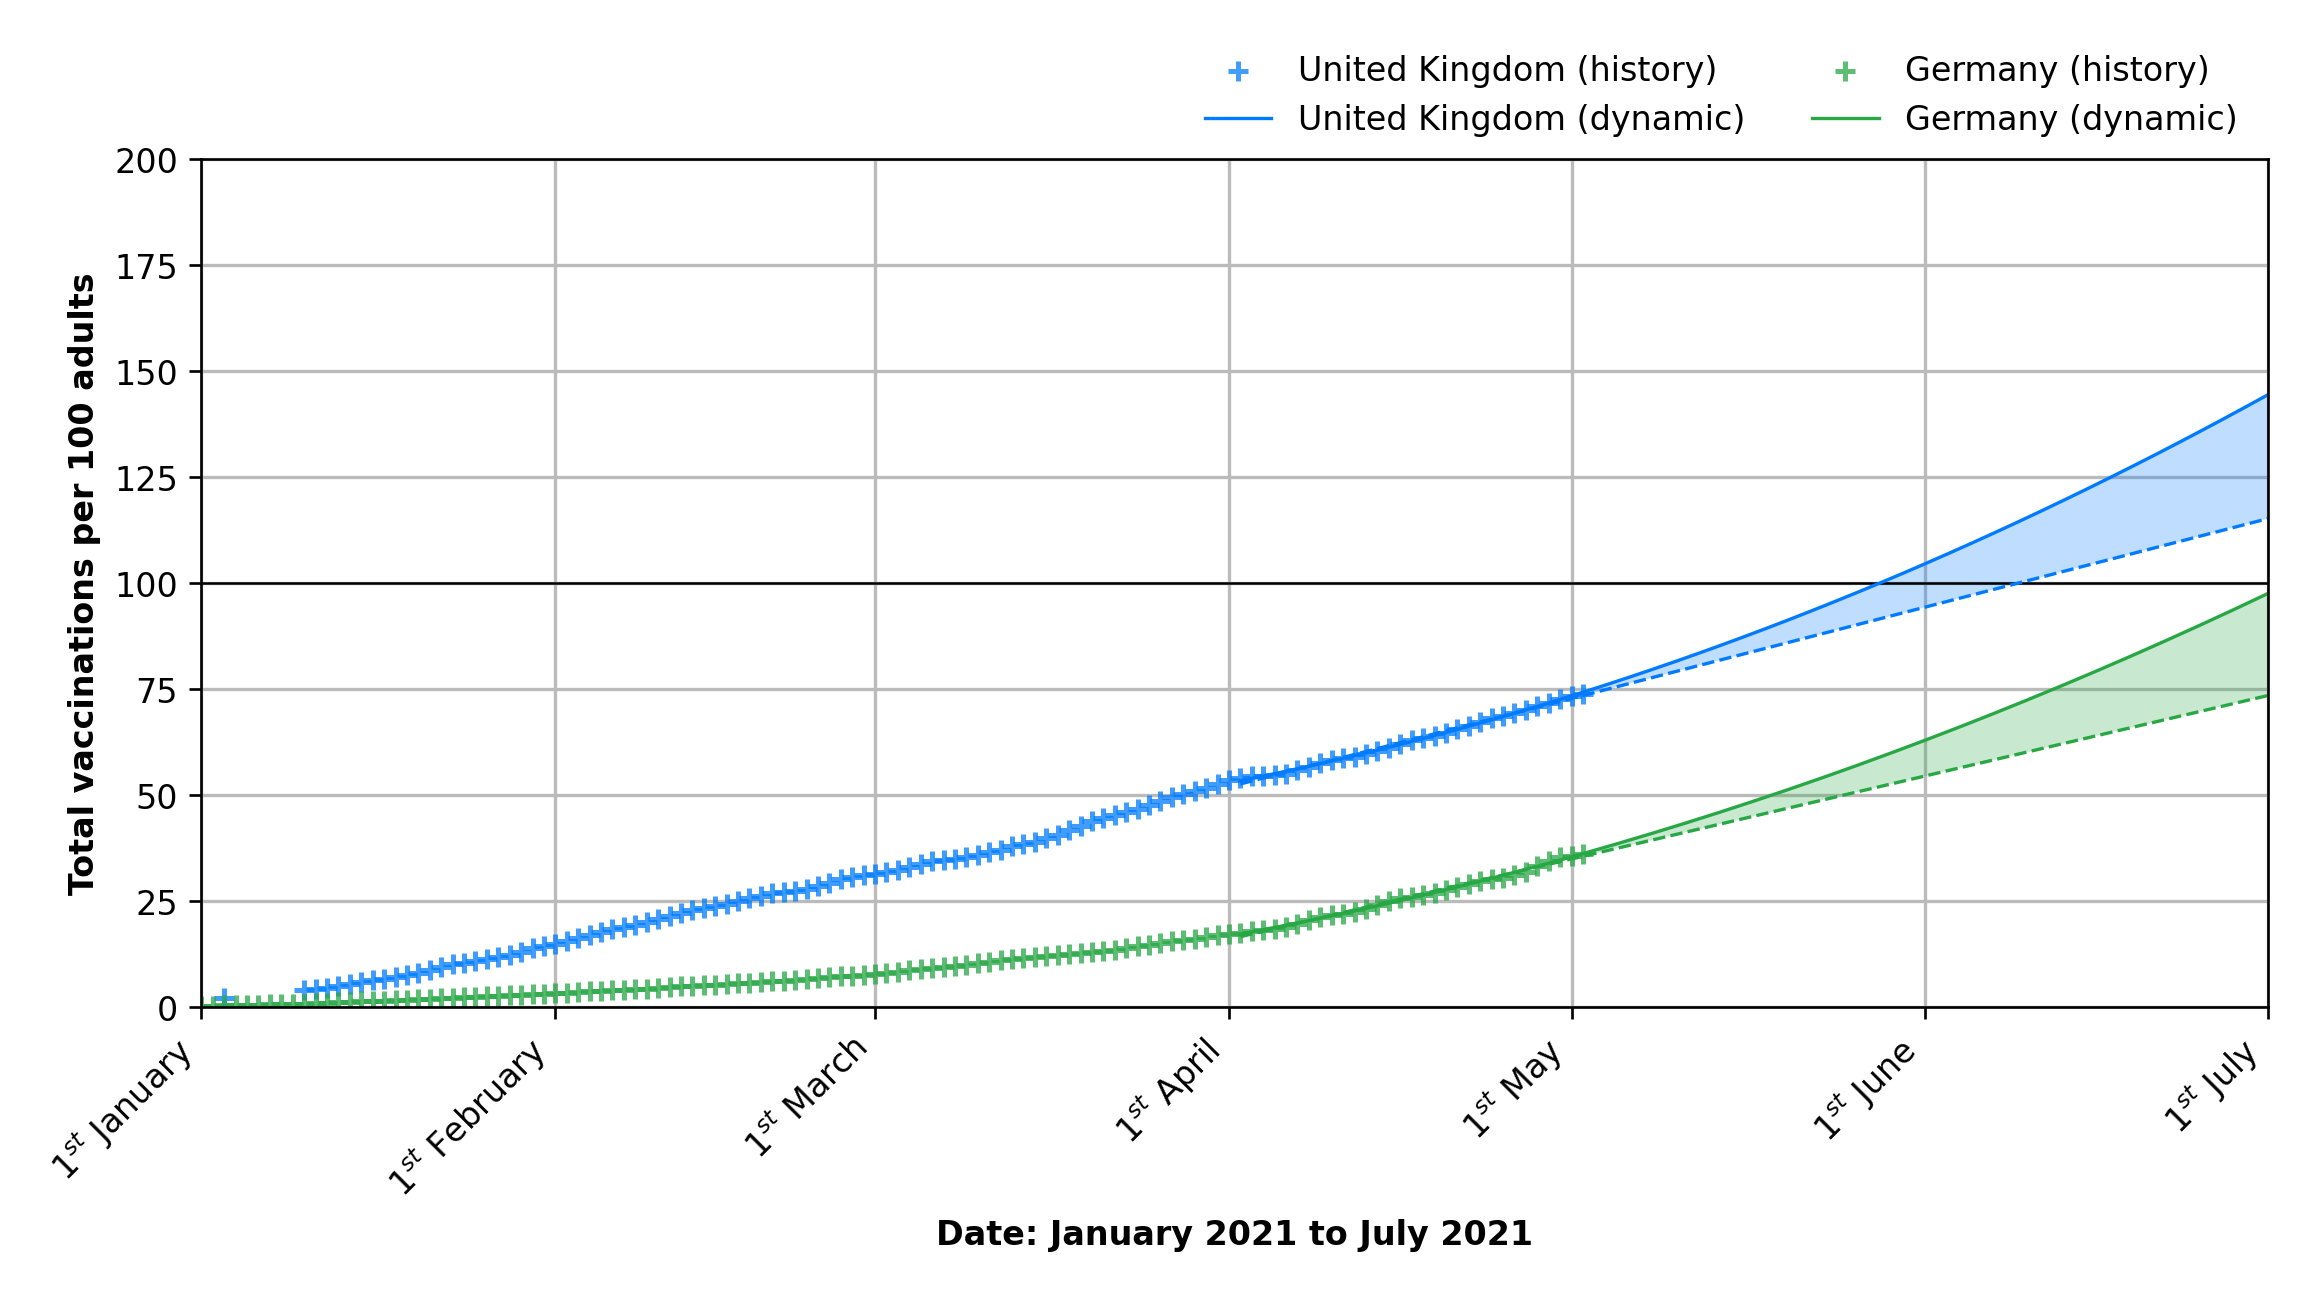 United Kingdom (history)
United Kingdom (dynamic)
Germany (history)
Germany (dynamic)
Total vaccinations per 100 adults
200
175
150
125
100
75
50
25
0
1st January
1st February
1st March
1st April
1st May
1st June
1st July
Date: January 2021 to July 2021